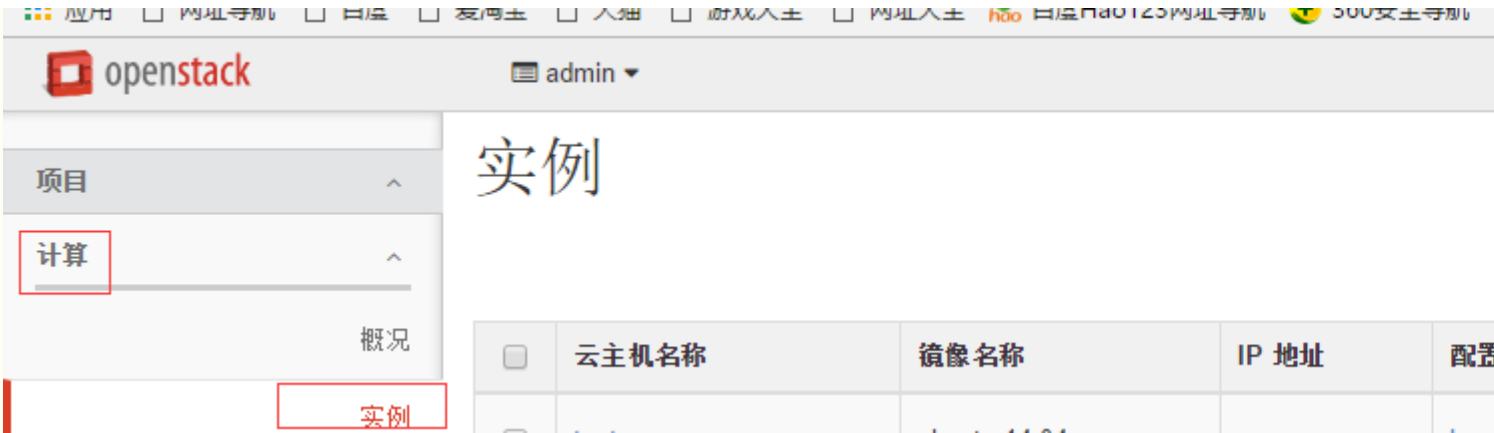 应用 网址导航 百度 爱淘宝 天猫 游戏大全 网址大全 hao 百度Hao123网址导航 360安全导航
openstack admin
实例
项目
计算
概况
云主机名称 镜像名称 IP 地址
实例